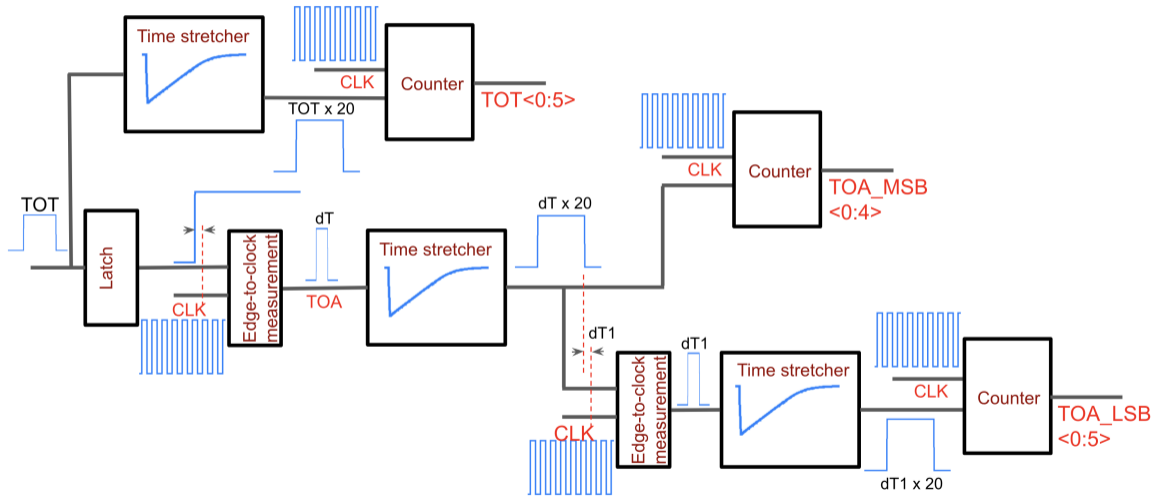 Time stretcher
CLK
Counter
TOT<0:5>
TOT x 20
TOT
Latch
CLK
Edge-to-clock
measurement
dT
TOA
Time stretcher
dT x 20
CLK
Counter
TOA_MSB
<0:4>
dT1
CLK
Edge-to-clock
measurement
dT1
Time stretcher
CLK
Counter
TOA_LSB
<0:5>
dT1 x 20